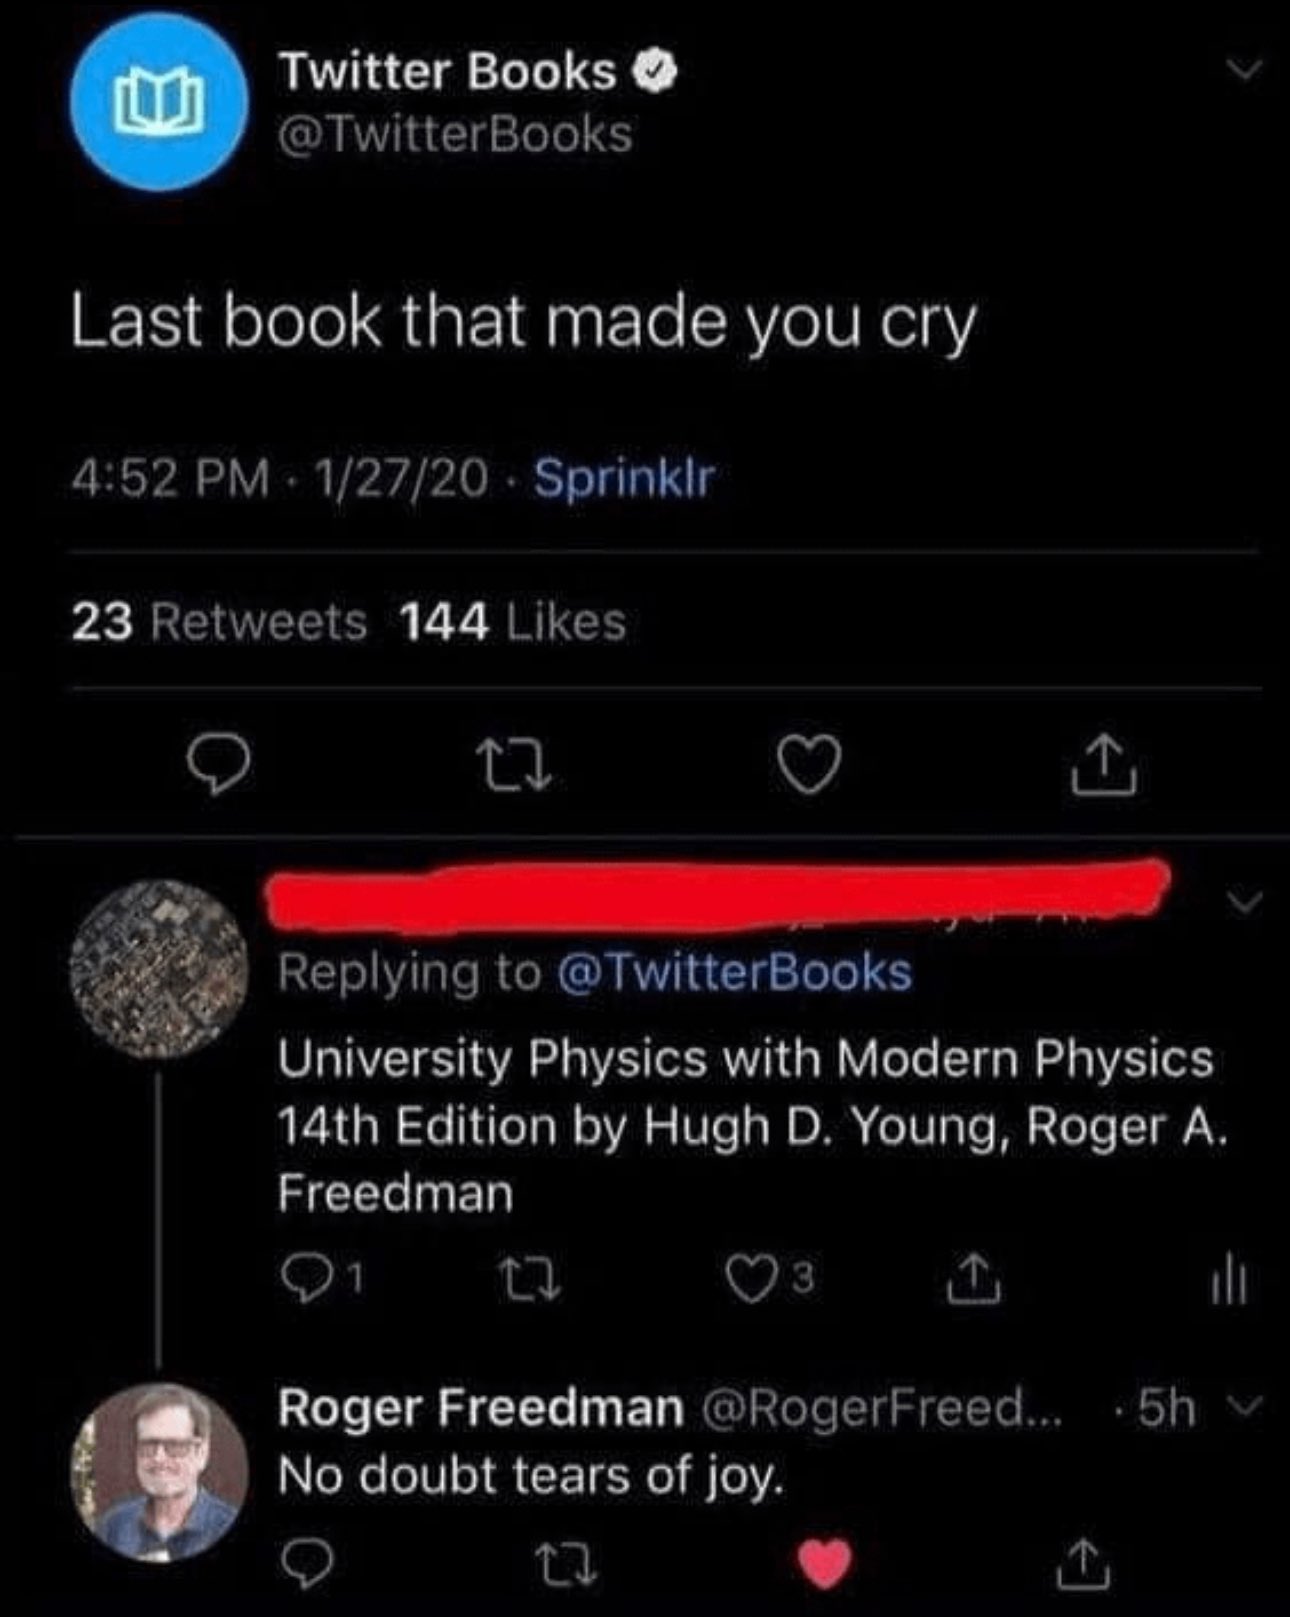 Twitter Books
@TwitterBooks
Last book that made you cry
4:52 PM · 1/27/20 · Sprinklr
23 Retweets 144 Likes
Replying to @TwitterBooks
University Physics with Modern Physics
14th Edition by Hugh D. Young, Roger A.
Freedman
1 3
Roger Freedman @RogerFreed... · 5h
No doubt tears of joy.